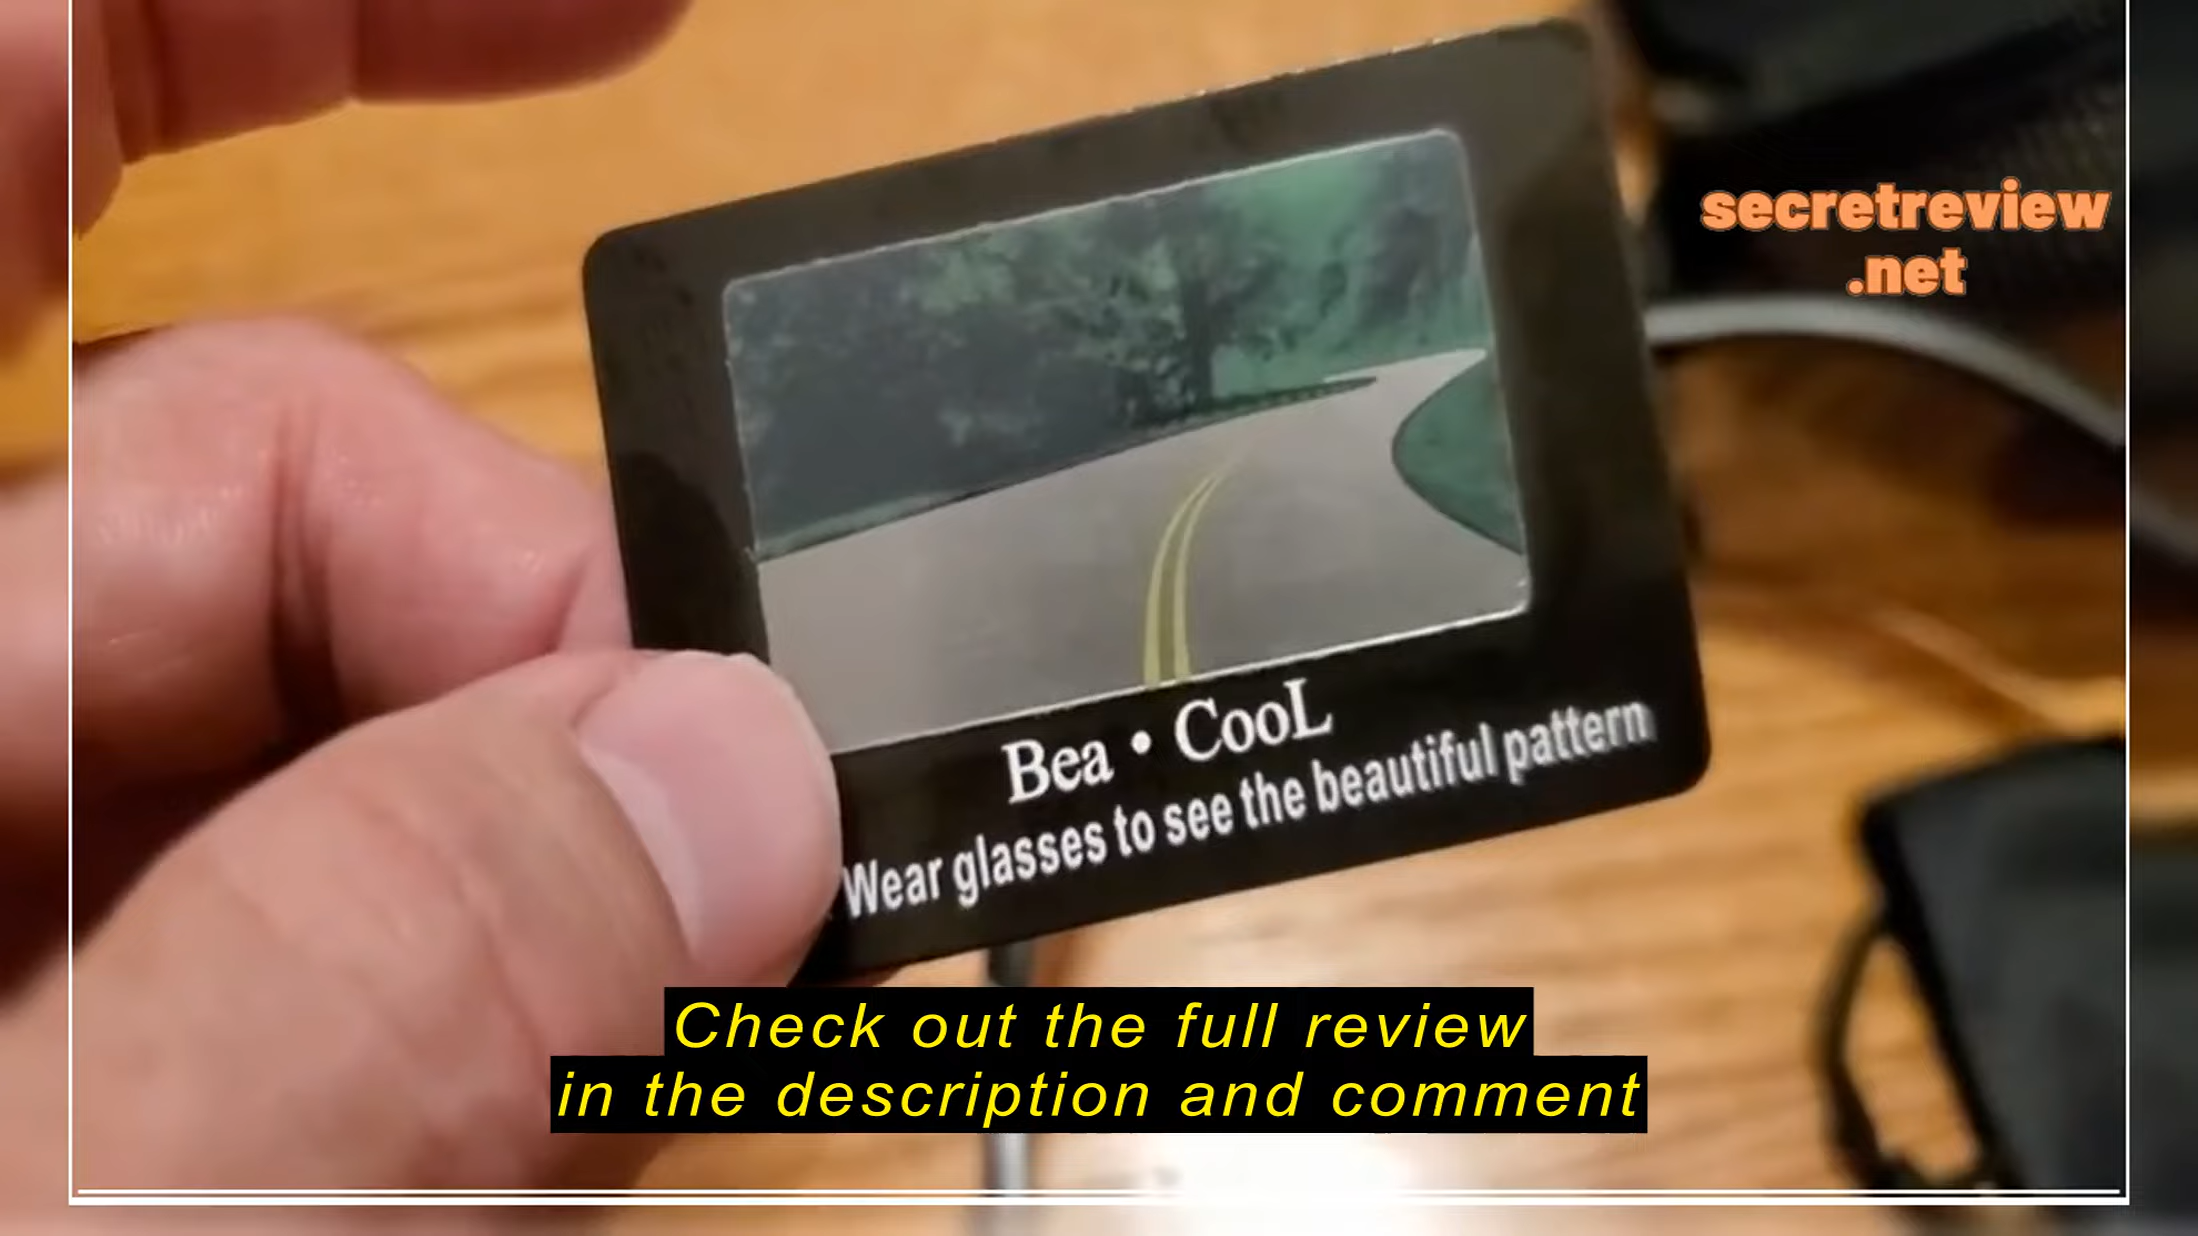 secretreview
.net
Bea • CooL
Wear glasses to see the beautiful pattern
Check out the full review
in the description and comment